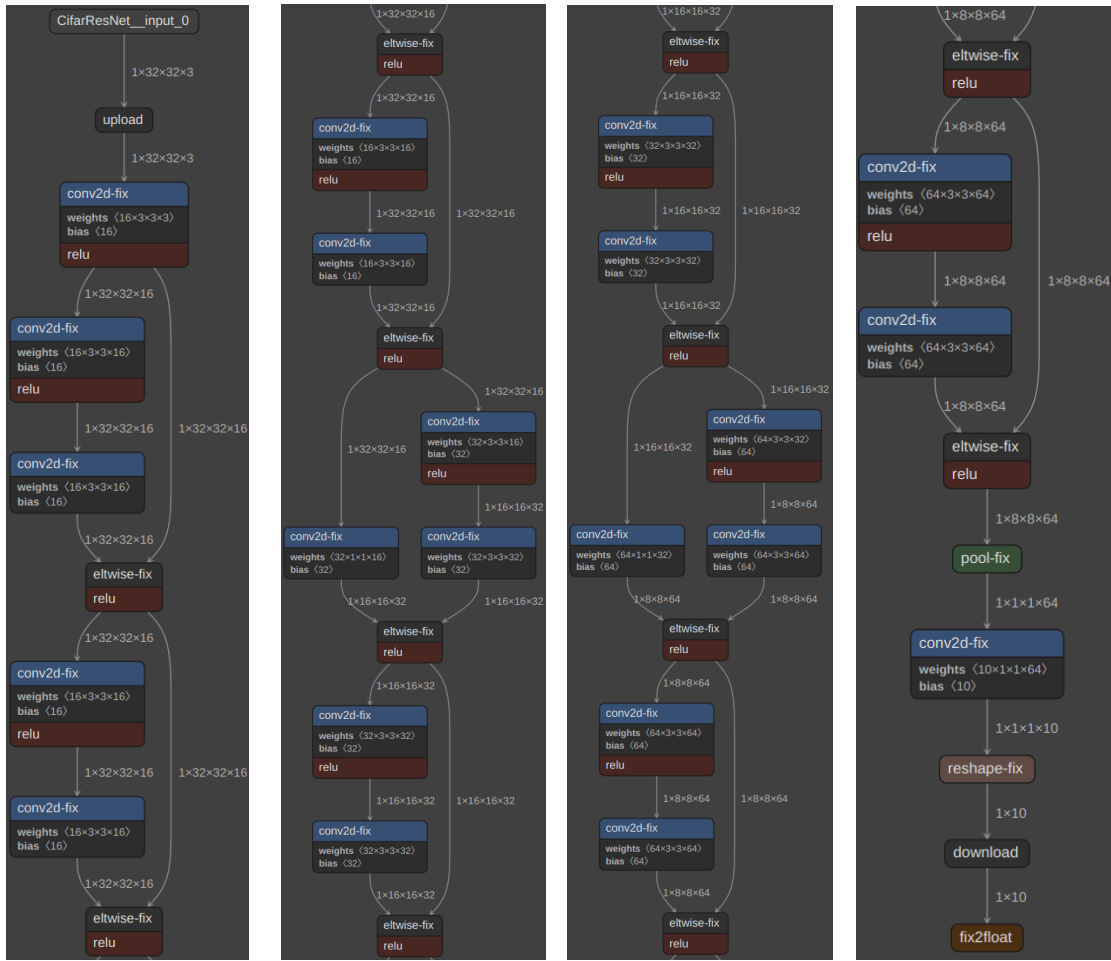 CifarResNet__input_0
1×32×32×3
upload
1×32×32×3
conv2d-fix
weights 〈16×3×3×3〉
bias 〈16〉
relu
1×32×32×16
conv2d-fix
weights 〈16×3×3×16〉
bias 〈16〉
relu
1×32×32×16
1×32×32×16
conv2d-fix
weights 〈16×3×3×16〉
bias 〈16〉
1×32×32×16
eltwise-fix
relu
1×32×32×16
conv2d-fix
weights 〈16×3×3×16〉
bias 〈16〉
relu
1×32×32×16
1×32×32×16
conv2d-fix
weights 〈16×3×3×16〉
bias 〈16〉
1×32×32×16
eltwise-fix
relu
1×32×32×16
eltwise-fix
relu
1×32×32×16
conv2d-fix
weights 〈16×3×3×16〉
bias 〈16〉
relu
1×32×32×16
1×32×32×16
conv2d-fix
weights 〈16×3×3×16〉
bias 〈16〉
1×32×32×16
eltwise-fix
relu
1×32×32×16
conv2d-fix
weights 〈32×3×3×16〉
bias 〈32〉
relu
1×32×32×16
1×16×16×32
conv2d-fix
weights 〈32×1×1×16〉
bias 〈32〉
conv2d-fix
weights 〈32×3×3×32〉
bias 〈32〉
1×16×16×32
1×16×16×32
eltwise-fix
relu
1×16×16×32
conv2d-fix
weights 〈32×3×3×32〉
bias 〈32〉
relu
1×16×16×32
1×16×16×32
conv2d-fix
weights 〈32×3×3×32〉
bias 〈32〉
1×16×16×32
eltwise-fix
relu
1×16×16×32
eltwise-fix
relu
1×16×16×32
conv2d-fix
weights 〈32×3×3×32〉
bias 〈32〉
relu
1×16×16×32
1×16×16×32
conv2d-fix
weights 〈32×3×3×32〉
bias 〈32〉
1×16×16×32
eltwise-fix
relu
1×16×16×32
conv2d-fix
weights 〈64×3×3×32〉
bias 〈64〉
relu
1×16×16×32
1×8×8×64
conv2d-fix
weights 〈64×1×1×32〉
bias 〈64〉
conv2d-fix
weights 〈64×3×3×64〉
bias 〈64〉
1×8×8×64
1×8×8×64
eltwise-fix
relu
1×8×8×64
conv2d-fix
weights 〈64×3×3×64〉
bias 〈64〉
relu
1×8×8×64
1×8×8×64
conv2d-fix
weights 〈64×3×3×64〉
bias 〈64〉
1×8×8×64
eltwise-fix
relu
1×8×8×64
eltwise-fix
relu
1×8×8×64
conv2d-fix
weights 〈64×3×3×64〉
bias 〈64〉
relu
1×8×8×64
1×8×8×64
conv2d-fix
weights 〈64×3×3×64〉
bias 〈64〉
1×8×8×64
eltwise-fix
relu
1×8×8×64
pool-fix
1×1×1×64
conv2d-fix
weights 〈10×1×1×64〉
bias 〈10〉
1×1×1×10
reshape-fix
1×10
download
1×10
fix2float